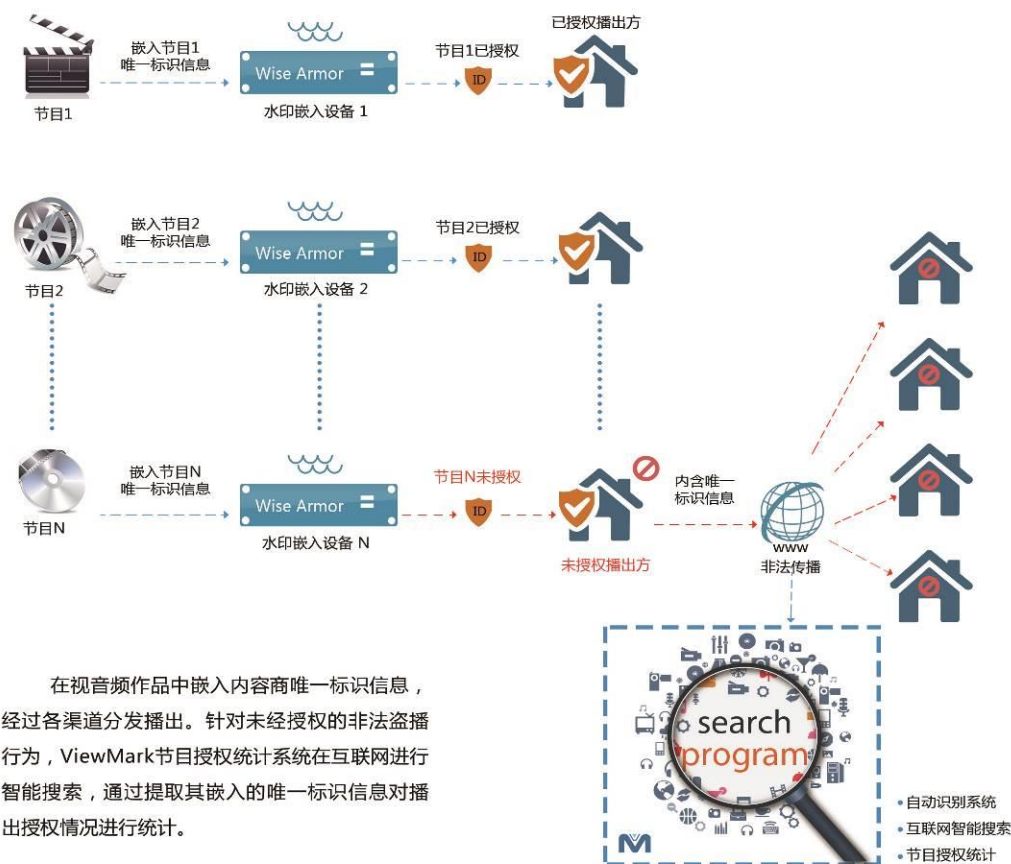 已授权播出方
嵌入节目1
唯一标识信息
节目1已授权
Wise Armor
ID
节目1
水印嵌入设备 1
嵌入节目2
唯一标识信息
节目2已授权
Wise Armor
ID
节目2
水印嵌入设备 2
嵌入节目N
唯一标识信息
节目N未授权
内含唯一
标识信息
Wise Armor
ID
节目N
水印嵌入设备 N
未授权播出方
www
非法传播
在视音频作品中嵌入内容商唯一标识信息，
经过各渠道分发播出。针对未经授权的非法盗播
行为，ViewMark节目授权统计系统在互联网进行
智能搜索，通过提取其嵌入的唯一标识信息对播
出授权情况进行统计。
search
program
•自动识别系统
•互联网智能搜索
•节目授权统计